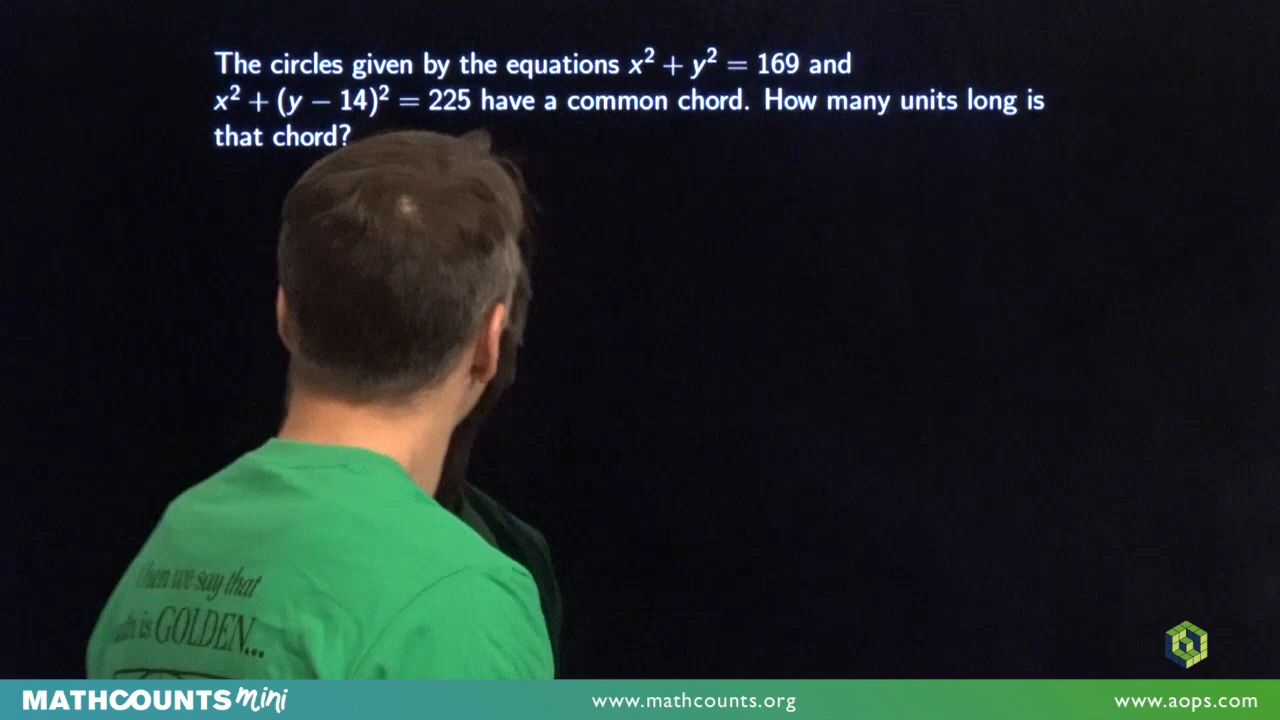 The circles given by the equations x² + y² = 169 and
x² + (y − 14)² = 225 have a common chord. How many units long is
that chord?
when we say that
is GOLDEN...
MATHCOUNTS mini
www.mathcounts.org
www.aops.com